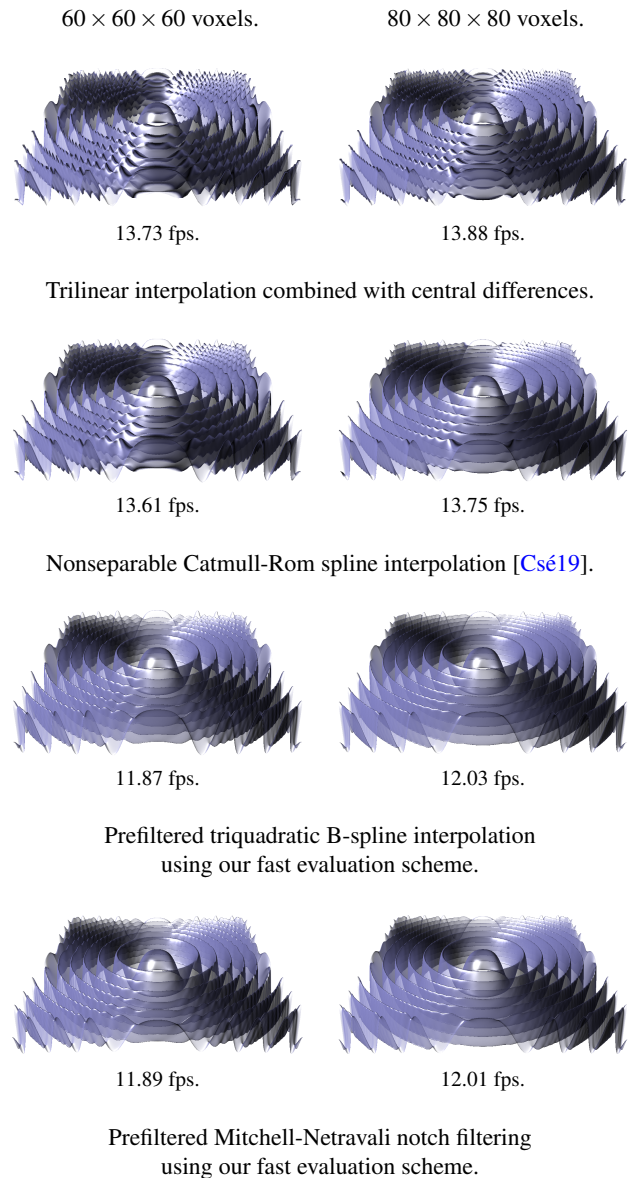 60 × 60 × 60 voxels.
80 × 80 × 80 voxels.
13.73 fps.
13.88 fps.
Trilinear interpolation combined with central differences.
13.61 fps.
13.75 fps.
Nonseparable Catmull-Rom spline interpolation [Csé19].
11.87 fps.
12.03 fps.
Prefiltered triquadratic B-spline interpolation
using our fast evaluation scheme.
11.89 fps.
12.01 fps.
Prefiltered Mitchell-Netravali notch filtering
using our fast evaluation scheme.